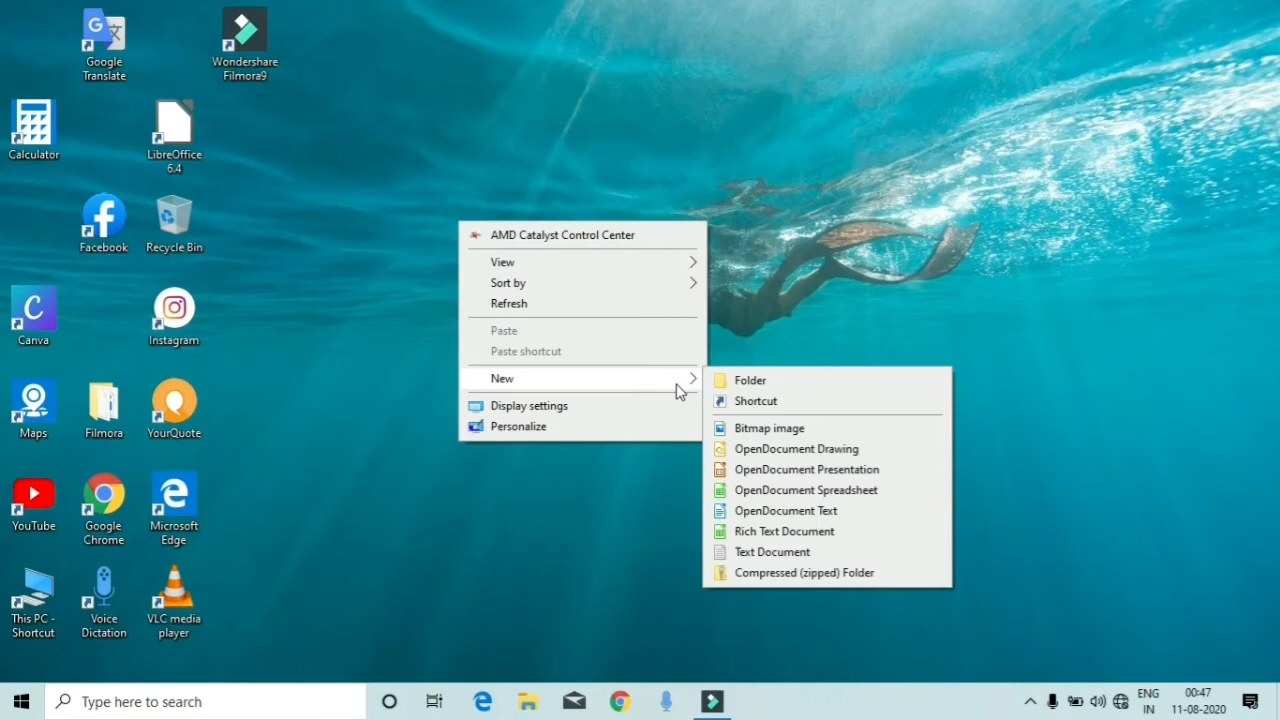 Google
Translate
Wondershare
Filmora9
Calculator
LibreOffice
6.4
Facebook
Recycle Bin
Canva
Instagram
Maps
Filmora
YourQuote
YouTube
Google
Chrome
Microsoft
Edge
This PC -
Shortcut
Voice
Dictation
VLC media
player
AMD Catalyst Control Center
View
Sort by
Refresh
Paste
Paste shortcut
New
Display settings
Personalize
Folder
Shortcut
Bitmap image
OpenDocument Drawing
OpenDocument Presentation
OpenDocument Spreadsheet
OpenDocument Text
Rich Text Document
Text Document
Compressed (zipped) Folder
Type here to search
ENG
IN
00:47
11-08-2020